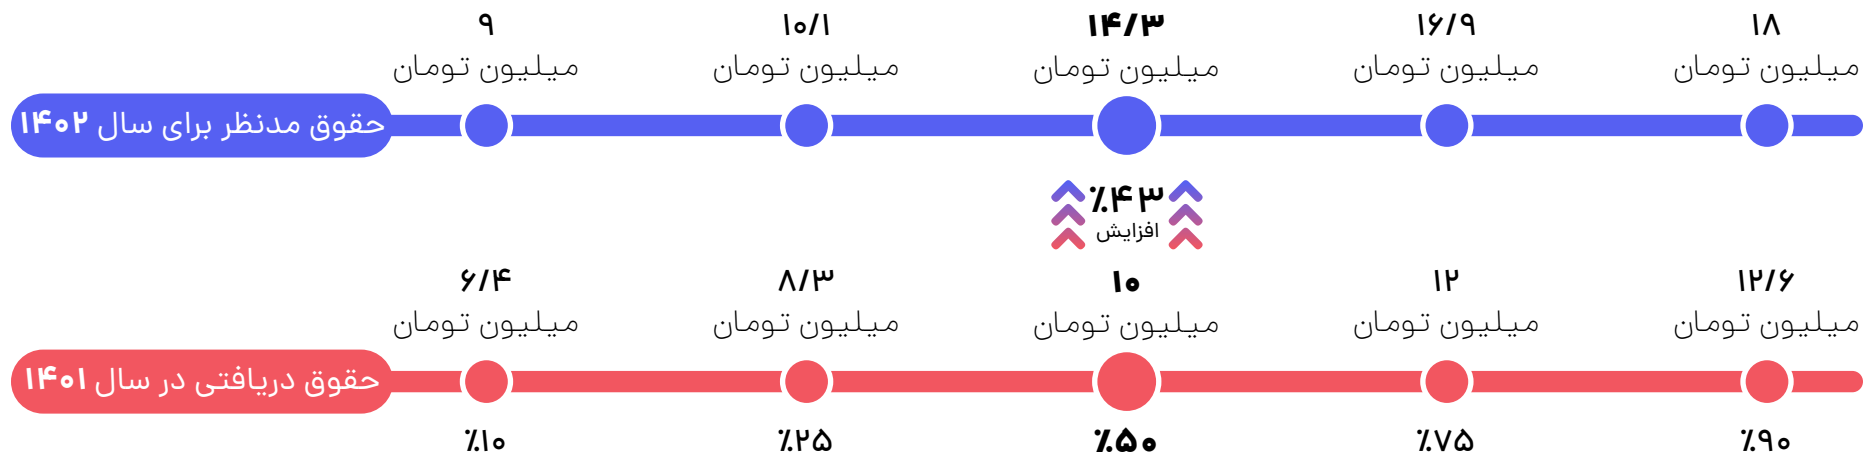 ۹
میلیون تومان
۱۰/۱
میلیون تومان
۱۴/۳
میلیون تومان
۱۶/۹
میلیون تومان
۱۸
میلیون تومان
حقوق مدنظر برای سال ۱۴۰۲
٪۴۳
افزایش
۶/۴
میلیون تومان
۸/۳
میلیون تومان
۱۰
میلیون تومان
۱۲
میلیون تومان
۱۲/۶
میلیون تومان
حقوق دریافتی در سال ۱۴۰۱
٪۱۰
٪۲۵
٪۵۰
٪۷۵
٪۹۰